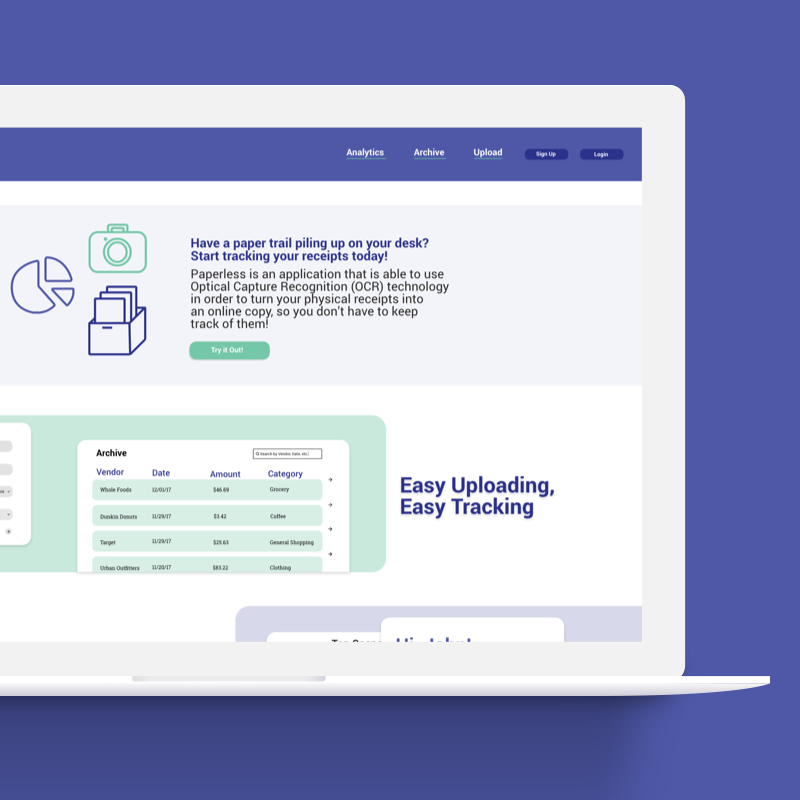 Analytics Archive Upload Sign Up Login
Have a paper trail piling up on your desk?
Start tracking your receipts today!
Paperless is an application that is able to use
Optical Capture Recognition (OCR) technology
in order to turn your physical receipts into
an online copy, so you don't have to keep
track of them!
Try it Out!
Archive
Search by Vendor, Date, etc.
Vendor Date Amount Category
Whole Foods 12/01/17 $46.69 Grocery
Dunkin Donuts 11/29/17 $3.42 Coffee
Target 11/29/17 $25.63 General Shopping
Urban Outfitters 11/20/17 $83.22 Clothing
Easy Uploading,
Easy Tracking